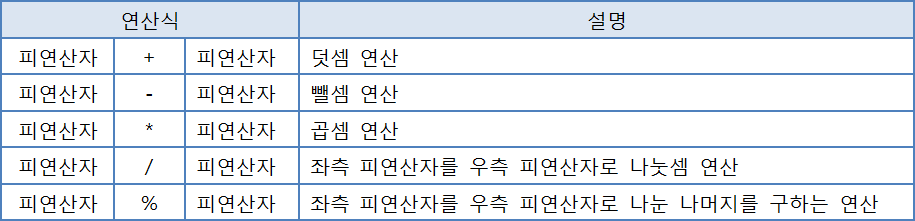 연산식 설명
피연산자 + 피연산자 덧셈 연산
피연산자 - 피연산자 뺄셈 연산
피연산자 * 피연산자 곱셈 연산
피연산자 / 피연산자 좌측 피연산자를 우측 피연산자로 나눗셈 연산
피연산자 % 피연산자 좌측 피연산자를 우측 피연산자로 나눈 나머지를 구하는 연산